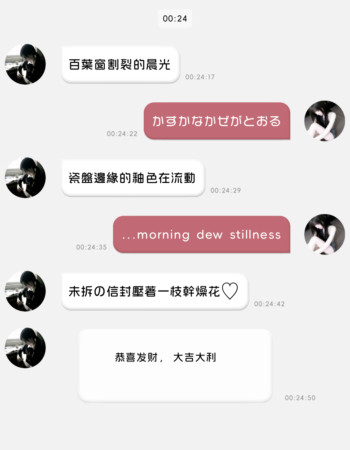 00:24
百葉窗割裂的晨光
00:24:17
かすかなかぜがとおる
00:24:22
瓷盤邊緣的釉色在流動
00:24:29
...morning dew stillness
00:24:35
未拆の信封壓著一枝幹燥花♡
00:24:42
恭喜发财，大吉大利
00:24:50